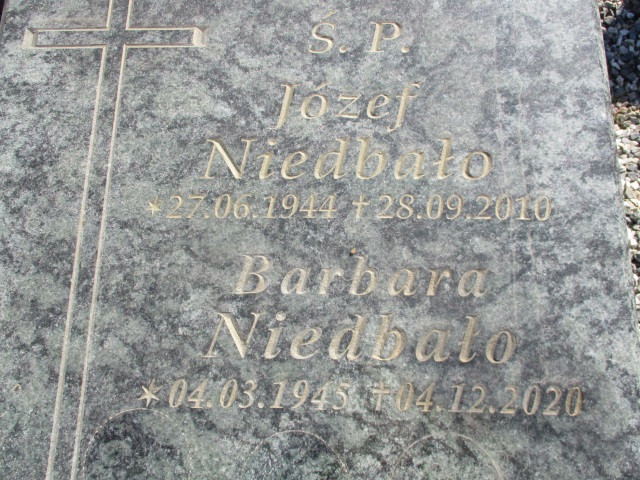 Ś. P.
Józef
Niedbało
*27.06.1944 †28.09.2010
Barbara
Niedbało
*04.03.1945 †04.12.2020